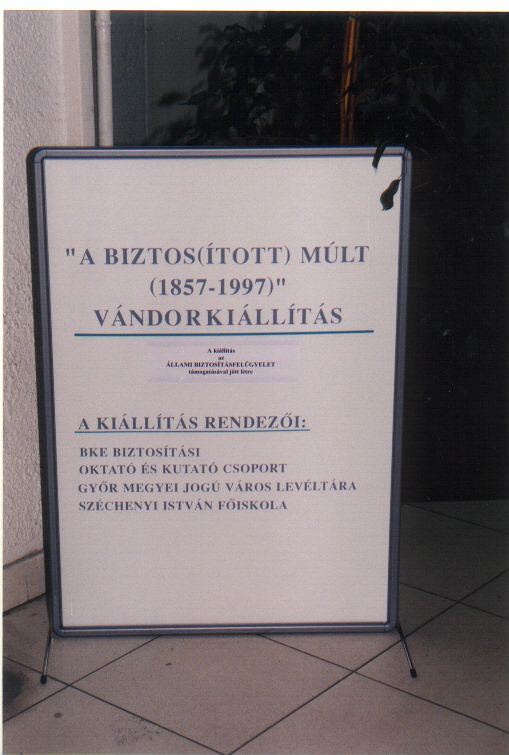 "A BIZTOS(ÍTOTT) MÚLT
(1857-1997)"
VÁNDORKIÁLLÍTÁS
A kiállítás
az
ÁLLAMI BIZTOSÍTÁSFELÜGYELET
támogatásával jött létre
A KIÁLLÍTÁS RENDEZŐI:
BKE BIZTOSÍTÁSI
OKTATÓ ÉS KUTATÓ CSOPORT
GYŐR MEGYEI JOGÚ VÁROS LEVÉLTÁRA
SZÉCHENYI ISTVÁN FŐISKOLA